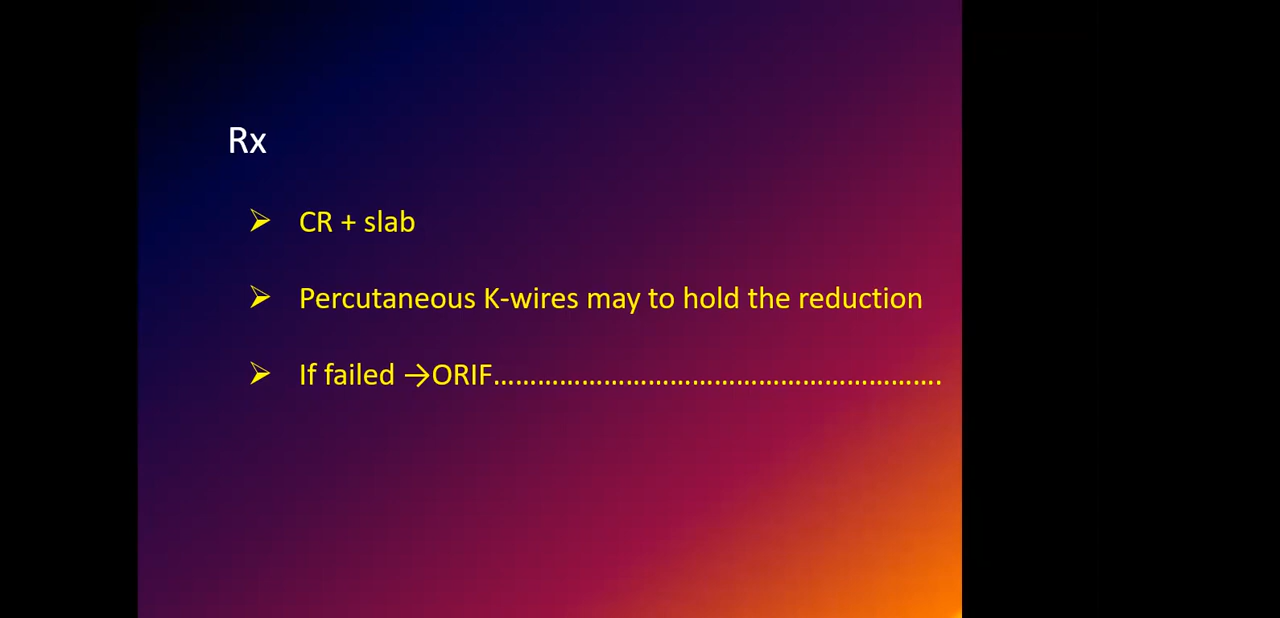 Rx
➢ CR + slab
➢ Percutaneous K-wires may to hold the reduction
➢ If failed →ORIF…………………………………………………….